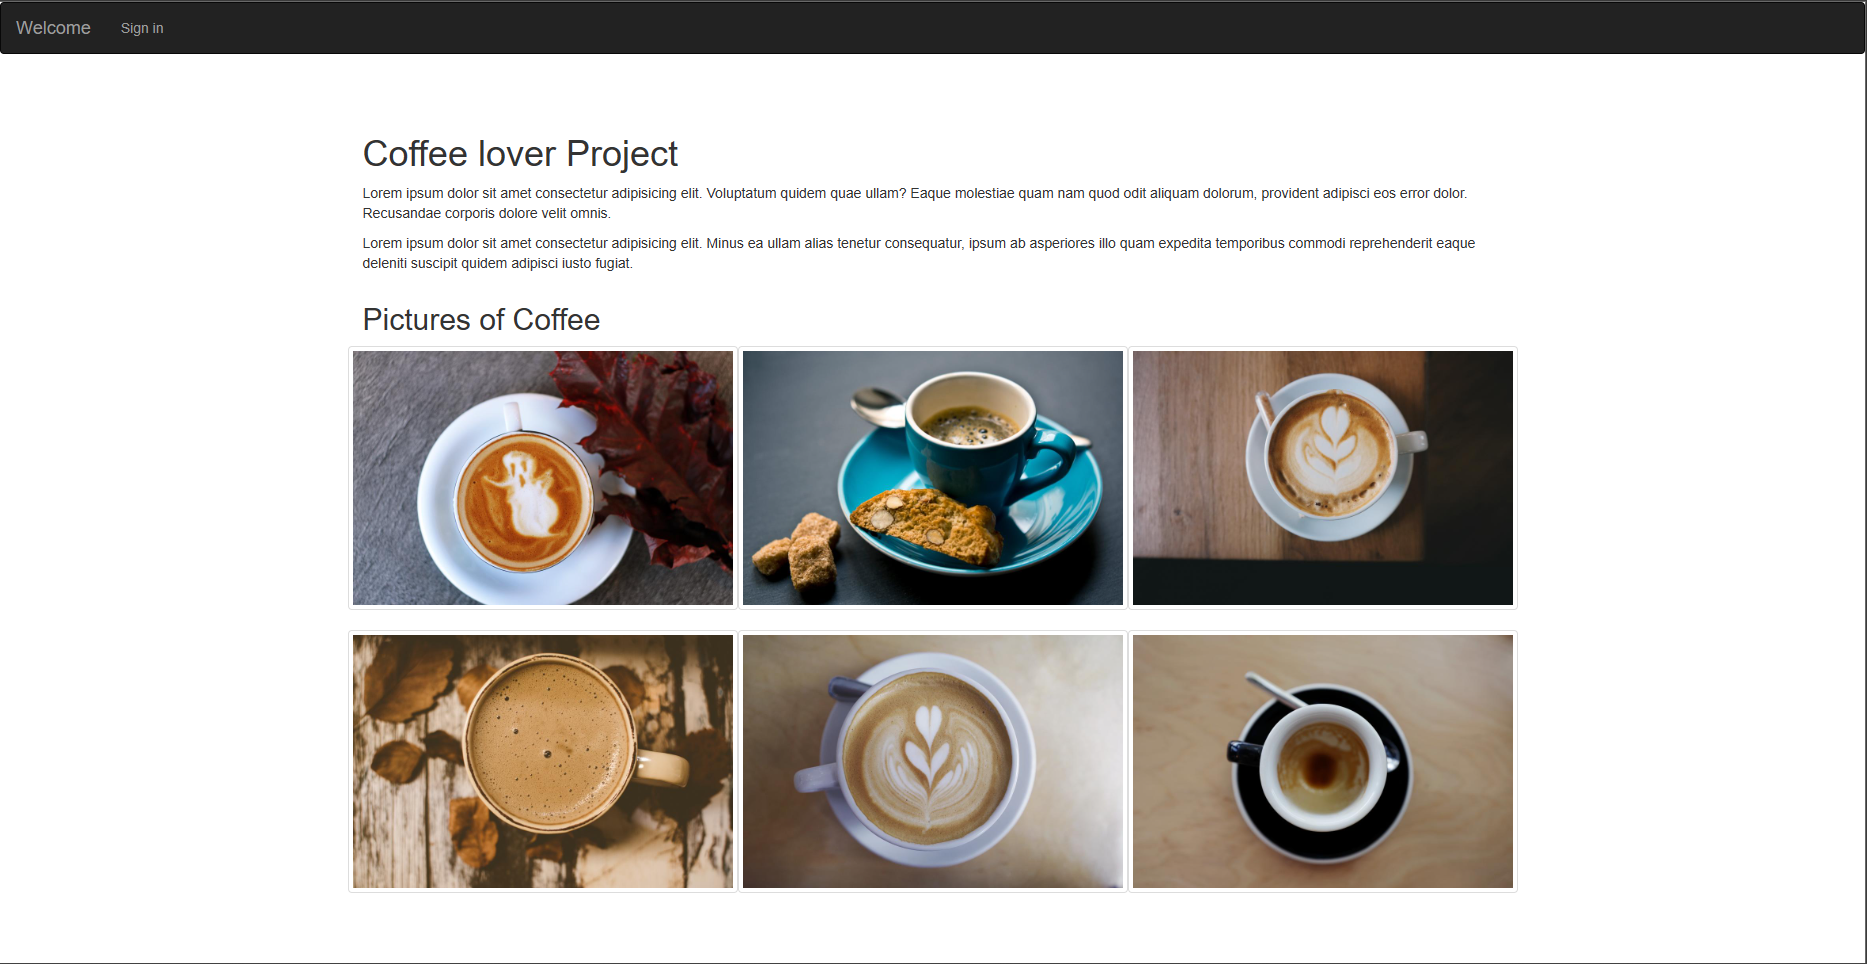 Welcome Sign in
Coffee lover Project
Lorem ipsum dolor sit amet consectetur adipisicing elit. Voluptatum quidem quae ullam? Eaque molestiae quam nam quod odit aliquam dolorum, provident adipisci eos error dolor.
Recusandae corporis dolore velit omnis.
Lorem ipsum dolor sit amet consectetur adipisicing elit. Minus ea ullam alias tenetur consequatur, ipsum ab asperiores illo quam expedita temporibus commodi reprehenderit eaque
deleniti suscipit quidem adipisci iusto fugiat.
Pictures of Coffee